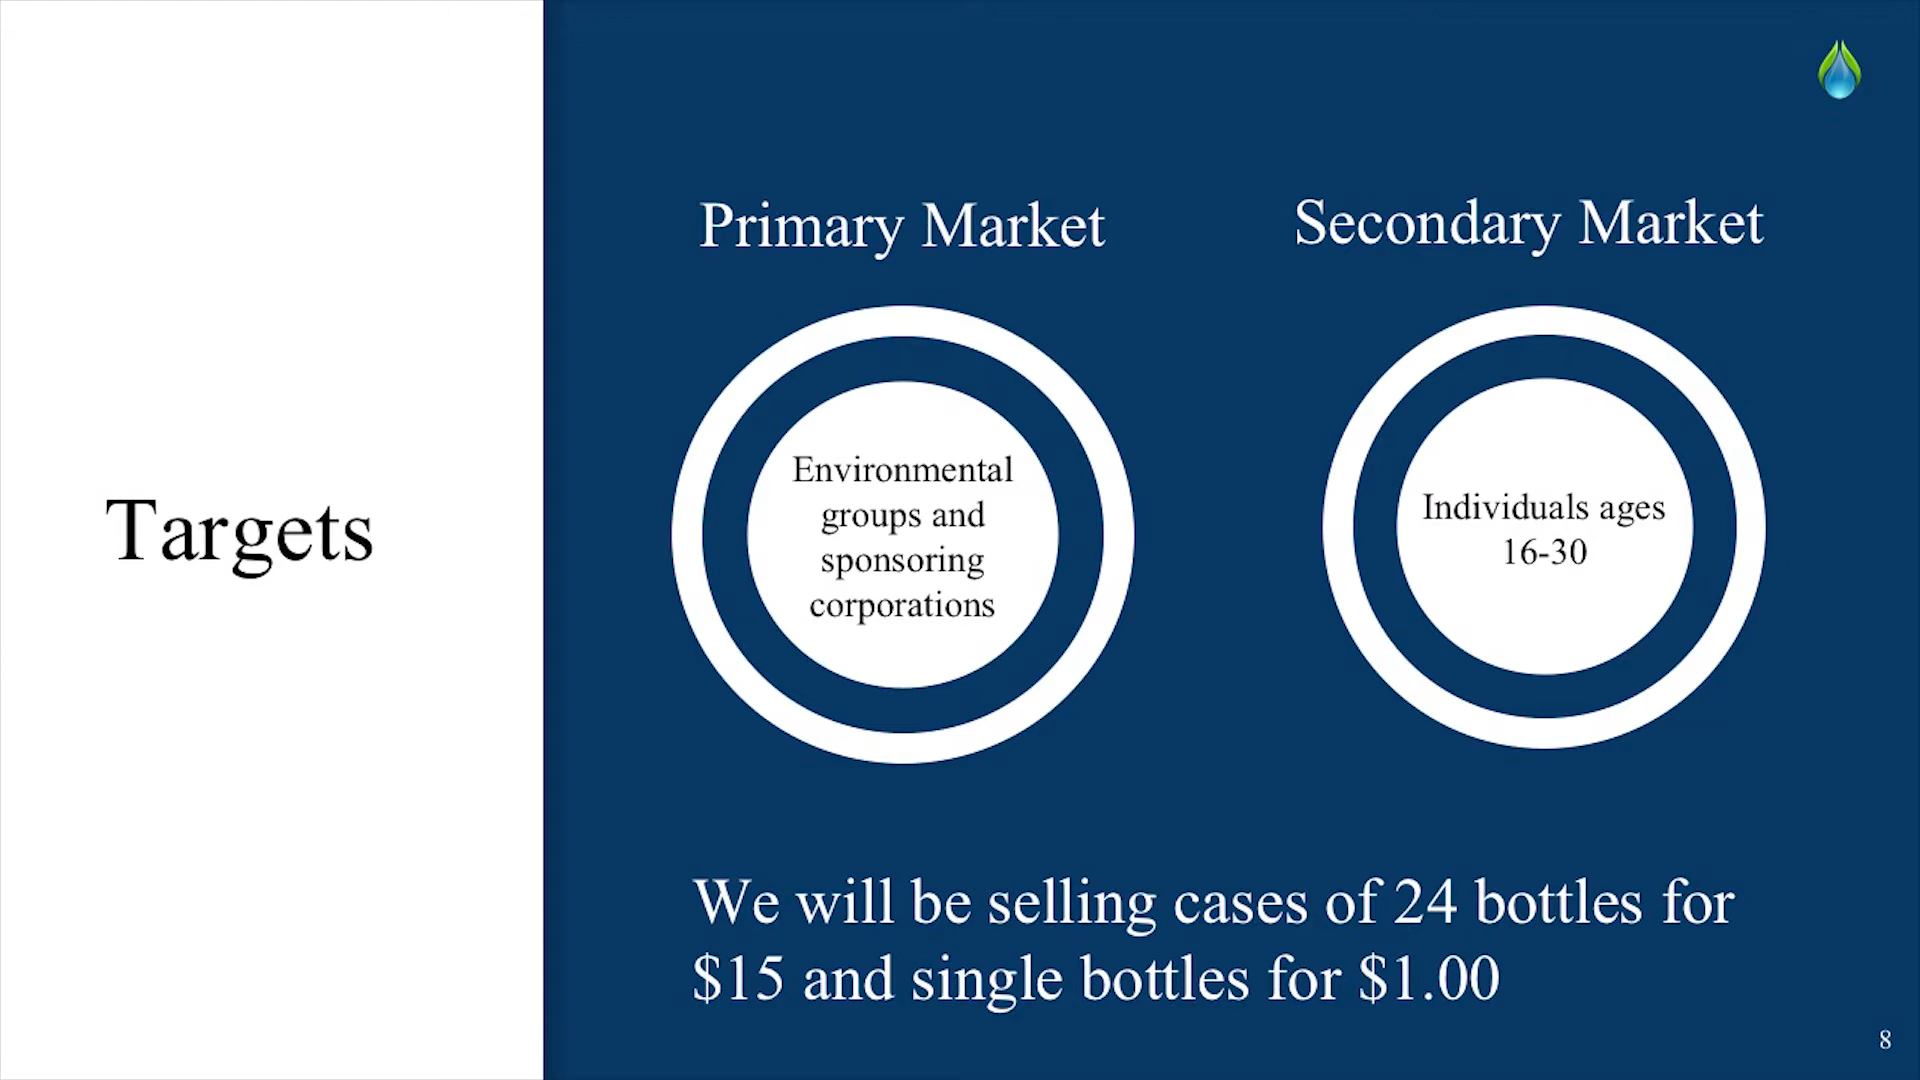 Targets
Primary Market
Secondary Market
Environmental
groups and
sponsoring
corporations
Individuals ages
16-30
We will be selling cases of 24 bottles for
$15 and single bottles for $1.00
8